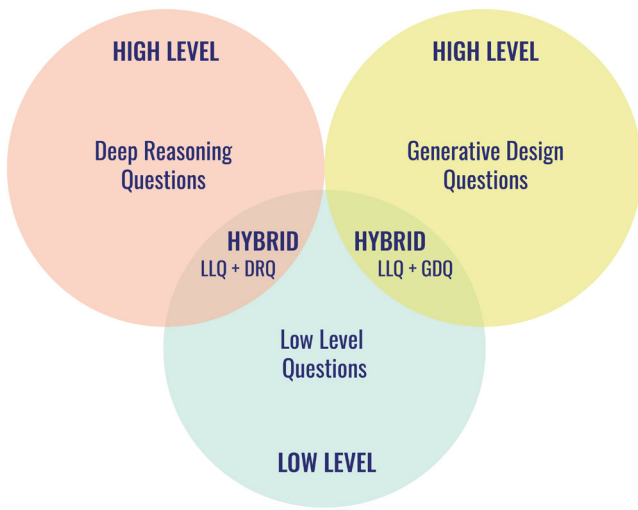 HIGH LEVEL
Deep Reasoning
Questions
HIGH LEVEL
Generative Design
Questions
HYBRID
LLQ + DRQ
HYBRID
LLQ + GDQ
Low Level
Questions
LOW LEVEL